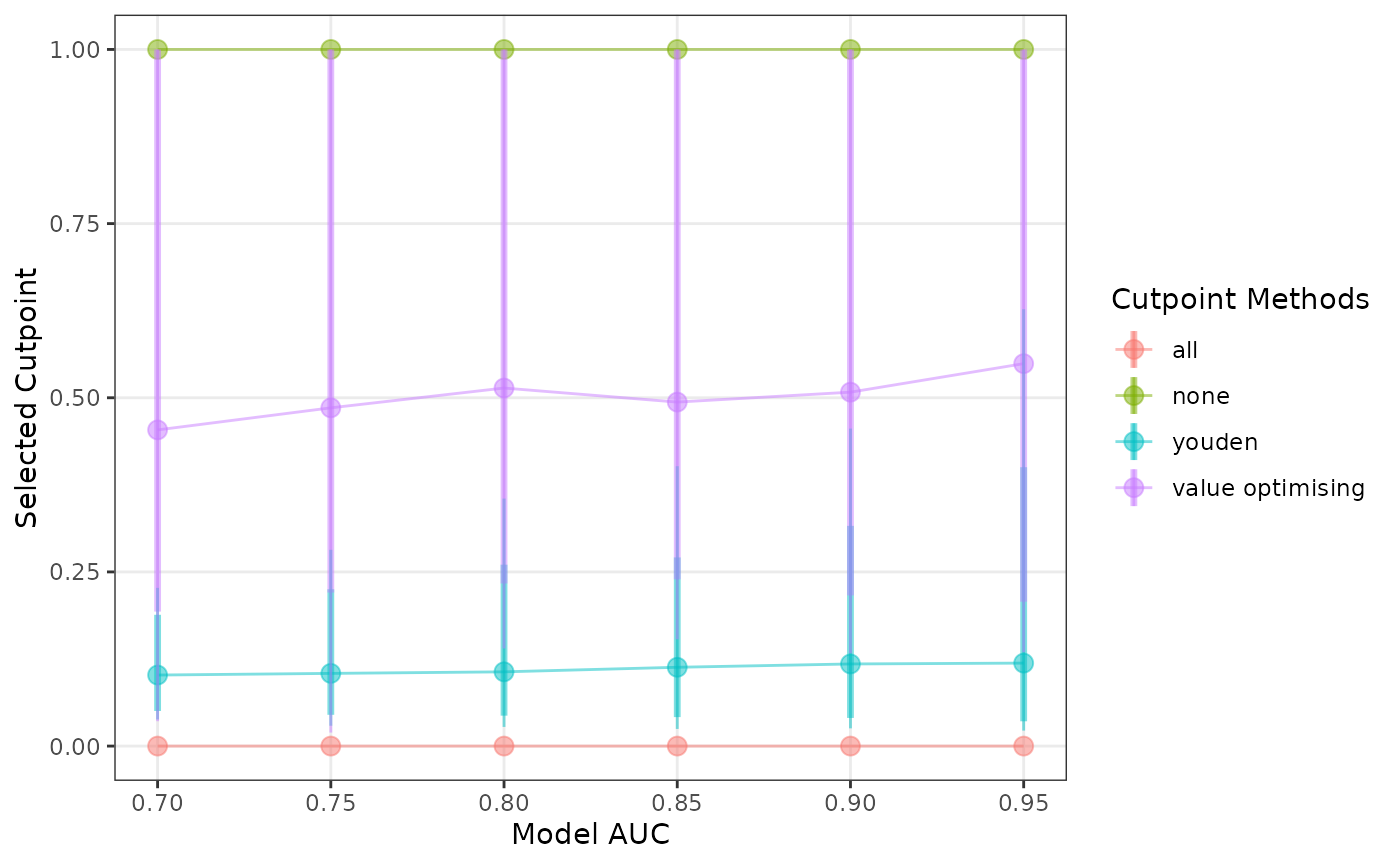 1.00
0.75
0.50
0.25
0.00
Selected Cutpoint
0.70 0.75 0.80 0.85 0.90 0.95
Model AUC
Cutpoint Methods
all
none
youden
value optimising